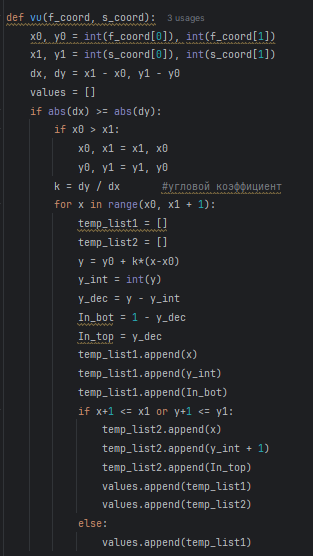 def vu(f_coord, s_coord): 3 usages
x0, y0 = int(f_coord[0]), int(f_coord[1])
x1, y1 = int(s_coord[0]), int(s_coord[1])
dx, dy = x1 - x0, y1 - y0
values = []
if abs(dx) >= abs(dy):
if x0 > x1:
x0, x1 = x1, x0
y0, y1 = y1, y0
k = dy / dx #угловой коэффициент
for x in range(x0, x1 + 1):
temp_list1 = []
temp_list2 = []
y = y0 + k*(x-x0)
y_int = int(y)
y_dec = y - y_int
In_bot = 1 - y_dec
In_top = y_dec
temp_list1.append(x)
temp_list1.append(y_int)
temp_list1.append(In_bot)
if x+1 <= x1 or y+1 <= y1:
temp_list2.append(x)
temp_list2.append(y_int + 1)
temp_list2.append(In_top)
values.append(temp_list1)
values.append(temp_list2)
else:
values.append(temp_list1)